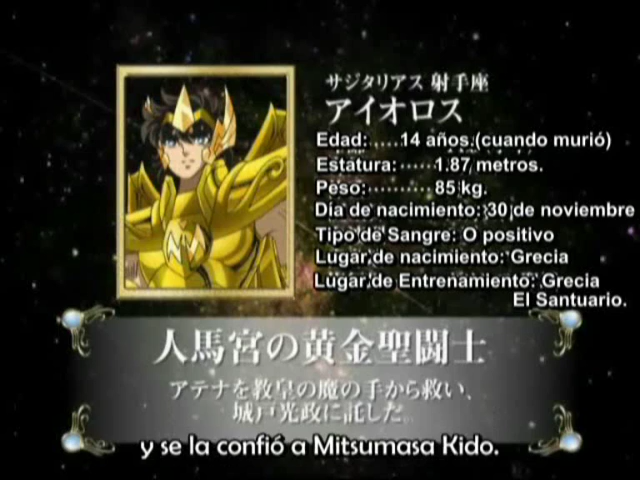 サジタリアス 射手座
アイオロス
Edad:.....14 años.(cuando murió)
Estatura:......1.87 metros.
Peso:.......... 85 kg.
Día de nacimiento: 30 de noviembre
Tipo de Sangre: O positivo
Lugar de nacimiento: Grecia
Lugar de Entrenamiento: Grecia
El Santuario.
人馬宮の黄金聖闘士
アテナを教皇の魔の手から救い、
城戸光政に託した。
y se la confió a Mitsumasa Kido.